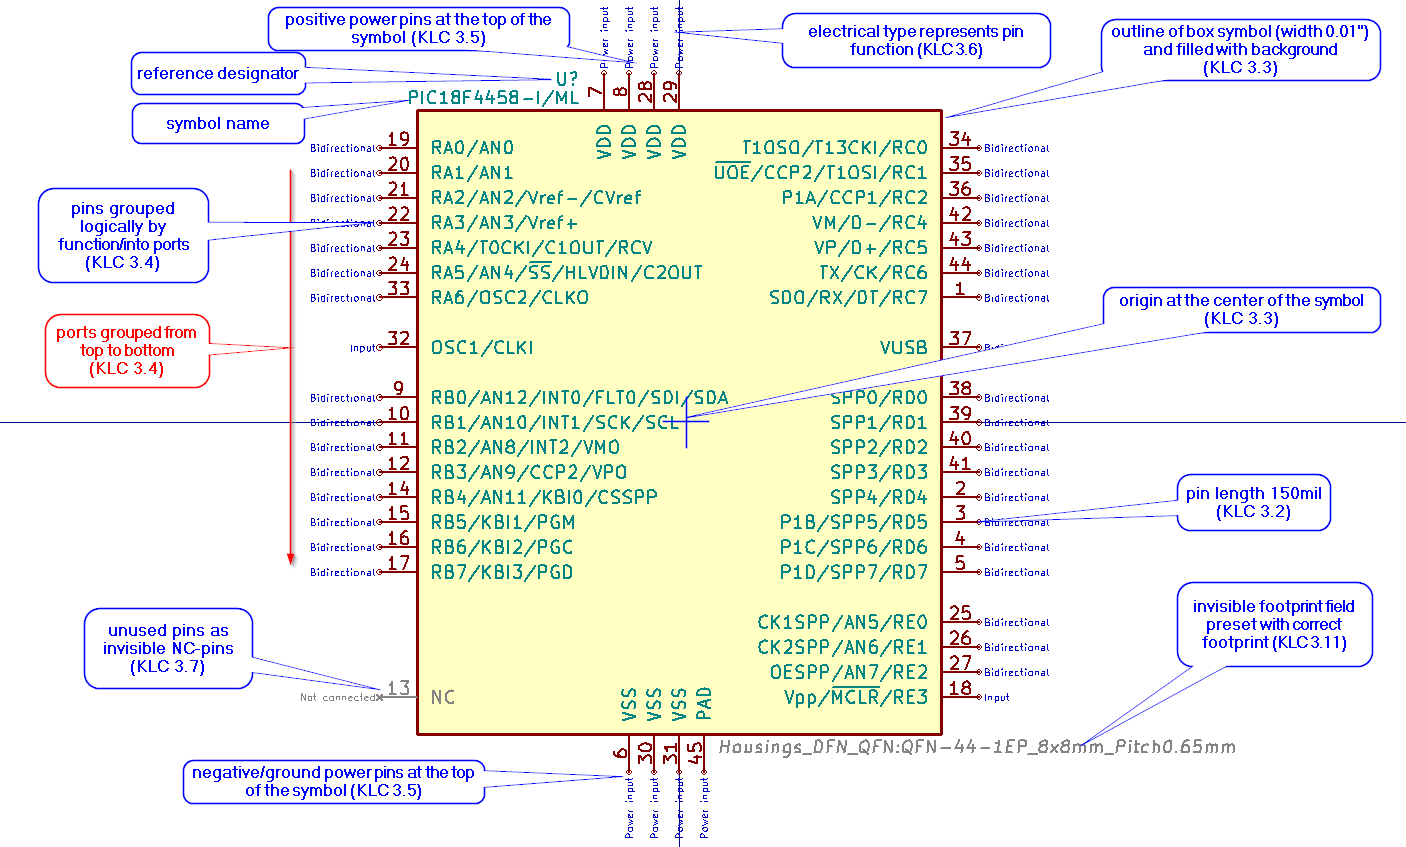 positive power pins at the top of the
symbol (KLC 3.5)
Power input
Power input
Power input
Power input
electrical type represents pin
function (KLC 3.6)
outline of box symbol (width 0.01")
and filled with background
(KLC 3.3)
reference designator
U?
PIC18F4458-I/ML
symbol name
7
8
28
29
VDD
VDD
VDD
VDD
Bidirectional 19 RA0/AN0
Bidirectional 20 RA1/AN1
Bidirectional 21 RA2/AN2/Vref-/CVref
Bidirectional 22 RA3/AN3/Vref+
Bidirectional 23 RA4/T0CKI/C1OUT/RCV
Bidirectional 24 RA5/AN4/SS/HLVDIN/C2OUT
Bidirectional 33 RA6/OSC2/CLKO
Input 32 OSC1/CLKI
Bidirectional 9 RB0/AN12/INT0/FLT0/SDI/SDA
Bidirectional 10 RB1/AN10/INT1/SCK/SCL
Bidirectional 11 RB2/AN8/INT2/VMO
Bidirectional 12 RB3/AN9/CCP2/VPO
Bidirectional 14 RB4/AN11/KBI0/CSSPP
Bidirectional 15 RB5/KBI1/PGM
Bidirectional 16 RB6/KBI2/PGC
Bidirectional 17 RB7/KBI3/PGD
Not connected 13 NC
T1OSO/T13CKI/RC0 34 Bidirectional
UOE/CCP2/T1OSI/RC1 35 Bidirectional
P1A/CCP1/RC2 36 Bidirectional
VM/D-/RC4 42 Bidirectional
VP/D+/RC5 43 Bidirectional
TX/CK/RC6 44 Bidirectional
SDO/RX/DT/RC7 1 Bidirectional
VUSB 37
SPP0/RD0 38 Bidirectional
SPP1/RD1 39 Bidirectional
SPP2/RD2 40 Bidirectional
SPP3/RD3 41 Bidirectional
SPP4/RD4 2 Bidirectional
P1B/SPP5/RD5 3 Bidirectional
P1C/SPP6/RD6 4 Bidirectional
P1D/SPP7/RD7 5 Bidirectional
CK1SPP/AN5/RE0 25 Bidirectional
CK2SPP/AN6/RE1 26 Bidirectional
OESPP/AN7/RE2 27 Bidirectional
Vpp/MCLR/RE3 18 Input
pins grouped
logically by
function/into ports
(KLC 3.4)
ports grouped from
top to bottom
(KLC 3.4)
origin at the center of the symbol
(KLC 3.3)
pin length 150mil
(KLC 3.2)
unused pins as
invisible NC-pins
(KLC 3.7)
invisible footprint field
preset with correct
footprint (KLC 3.11)
VSS
VSS
VSS
PAD
6
30
31
45
Housings_DFN_QFN:QFN-44-1EP_8x8mm_Pitch0.65mm
negative/ground power pins at the top
of the symbol (KLC 3.5)
Power input
Power input
Power input
Power input